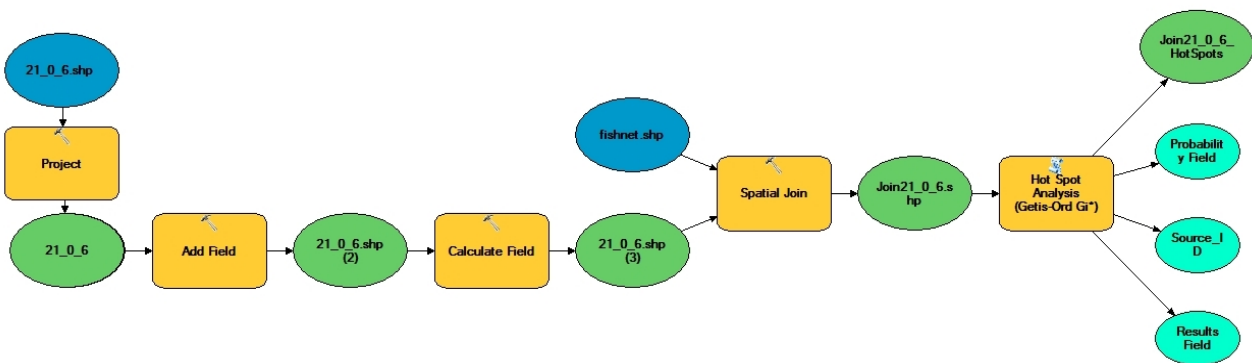 21_0_6.shp
Project
21_0_6
Add Field
21_0_6.shp
(2)
Calculate Field
21_0_6.shp
(3)
fishnet.shp
Spatial Join
Join21_0_6.s
hp
Hot Spot
Analysis
(Getis-Ord Gi*)
Join21_0_6_
HotSpots
Probabilit
y Field
Source_I
D
Results
Field